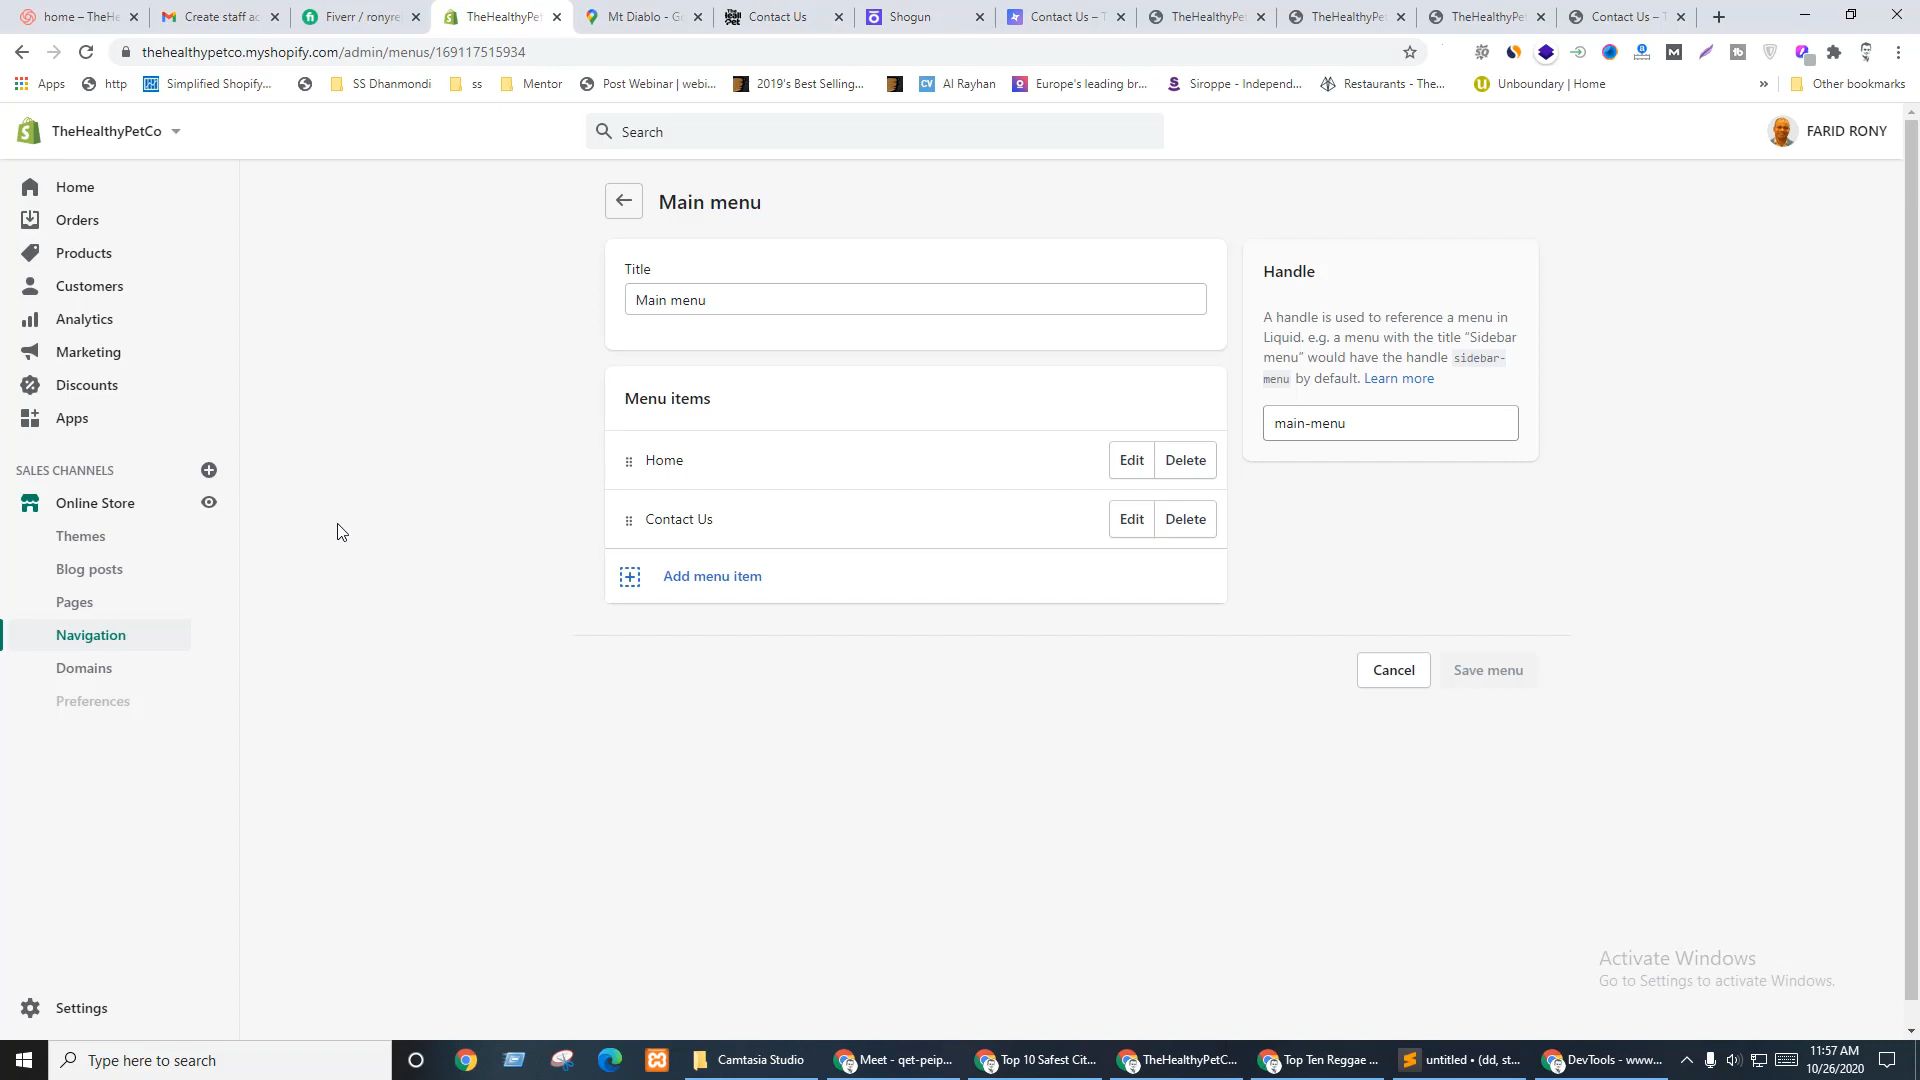 home – TheHe
Create staff ac
Fiverr / ronyre
TheHealthyPet
Mt Diablo - Go
Contact Us
Shogun
Contact Us – T
TheHealthyPet
TheHealthyPet
TheHealthyPet
Contact Us – T
thehealthypetco.myshopify.com/admin/menus/169117515934
Apps
http
Simplified Shopify...
SS Dhanmondi
ss
Mentor
Post Webinar | webi...
2019's Best Selling...
Al Rayhan
Europe's leading br...
Siroppe - Independ...
Restaurants - The...
Unboundary | Home
»
Other bookmarks
TheHealthyPetCo
Search
FARID RONY
Home
Orders
Products
Customers
Analytics
Marketing
Discounts
Apps
SALES CHANNELS
Online Store
Themes
Blog posts
Pages
Navigation
Domains
Preferences
Settings
Main menu
Title
Main menu
Menu items
Home
Edit
Delete
Contact Us
Edit
Delete
Add menu item
Handle
A handle is used to reference a menu in
Liquid. e.g. a menu with the title “Sidebar
menu” would have the handle sidebar-
menu by default. Learn more
main-menu
Cancel
Save menu
Activate Windows
Go to Settings to activate Windows.
Type here to search
Camtasia Studio
Meet - qet-peip...
Top 10 Safest Cit...
TheHealthyPetC...
Top Ten Reggae ...
untitled • (dd, st...
DevTools - www...
11:57 AM
10/26/2020